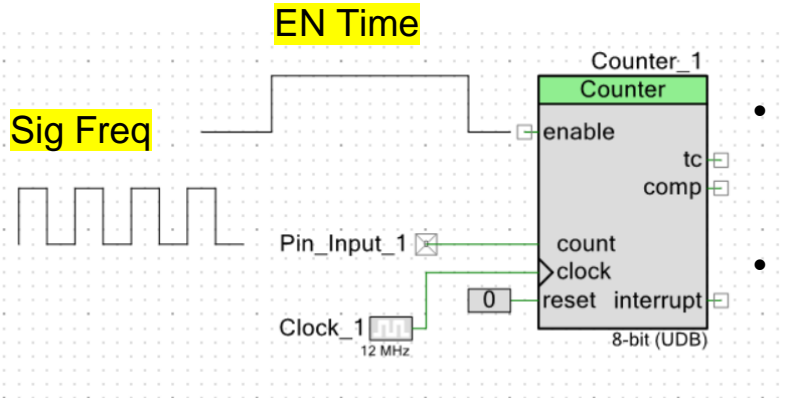 EN Time
Counter_1
Counter
Sig Freq
enable
tc
comp
Pin_Input_1
count
clock
0
reset interrupt
Clock_1
12 MHz
8-bit (UDB)